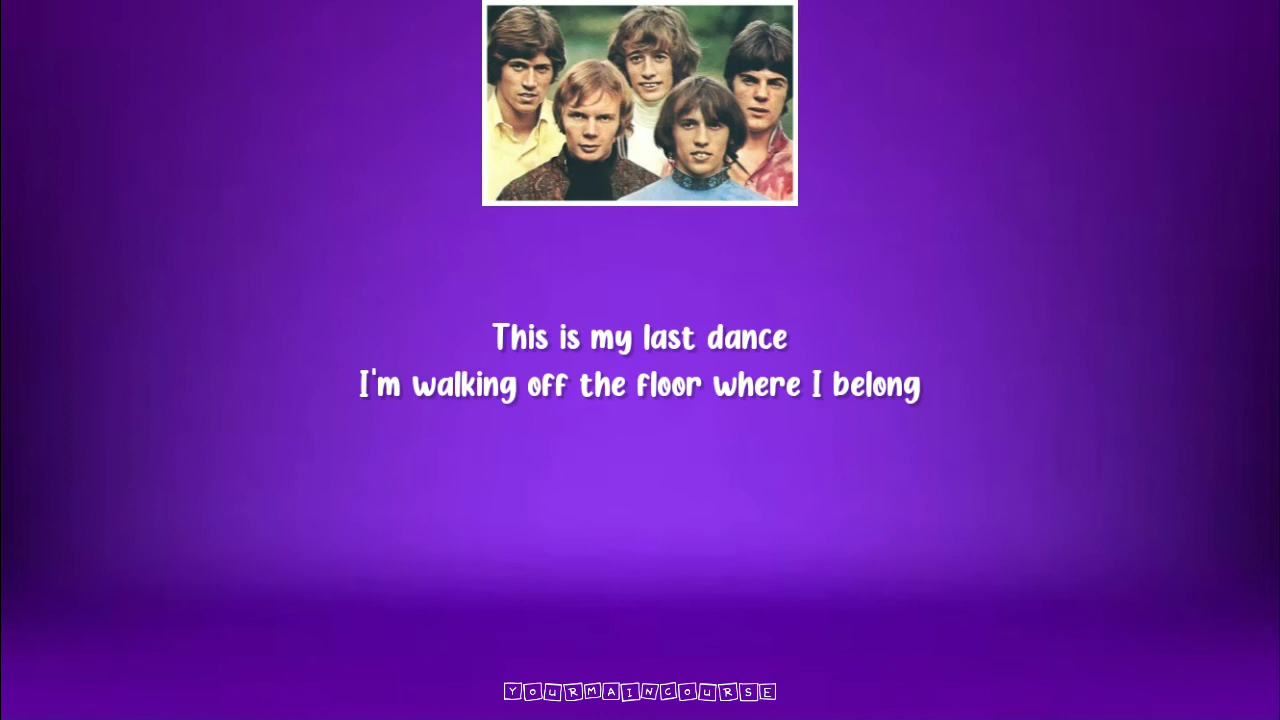 This is my last dance
I'm walking off the floor where I belong
YOURMAINCOURSE